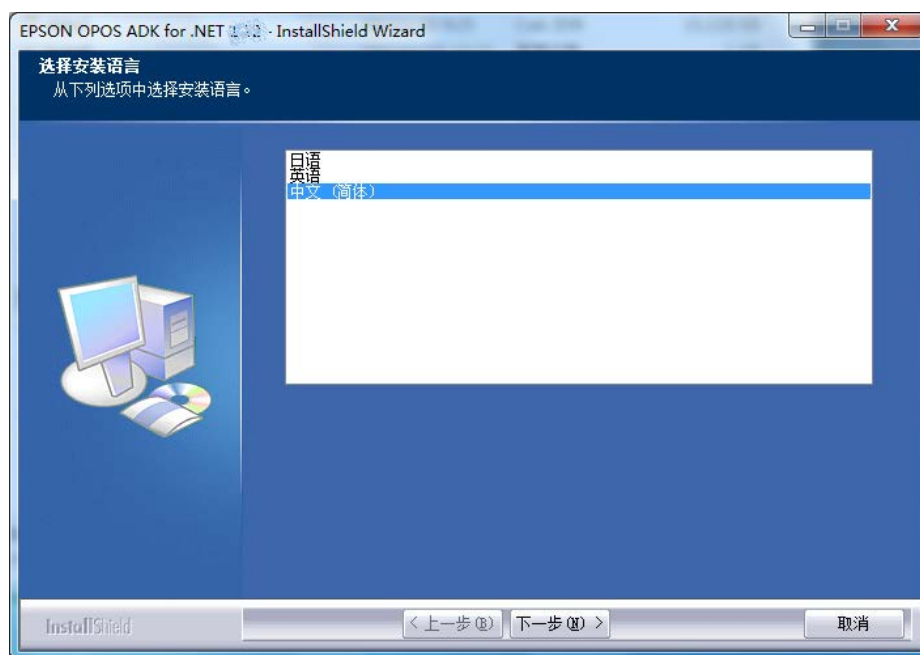 EPSON OPOS ADK for .NET - InstallShield Wizard
选择安装语言
从下列选项中选择安装语言。
日语
英语
中文 (简体)
InstallShield
< 上一步(B)
下一步(N) >
取消